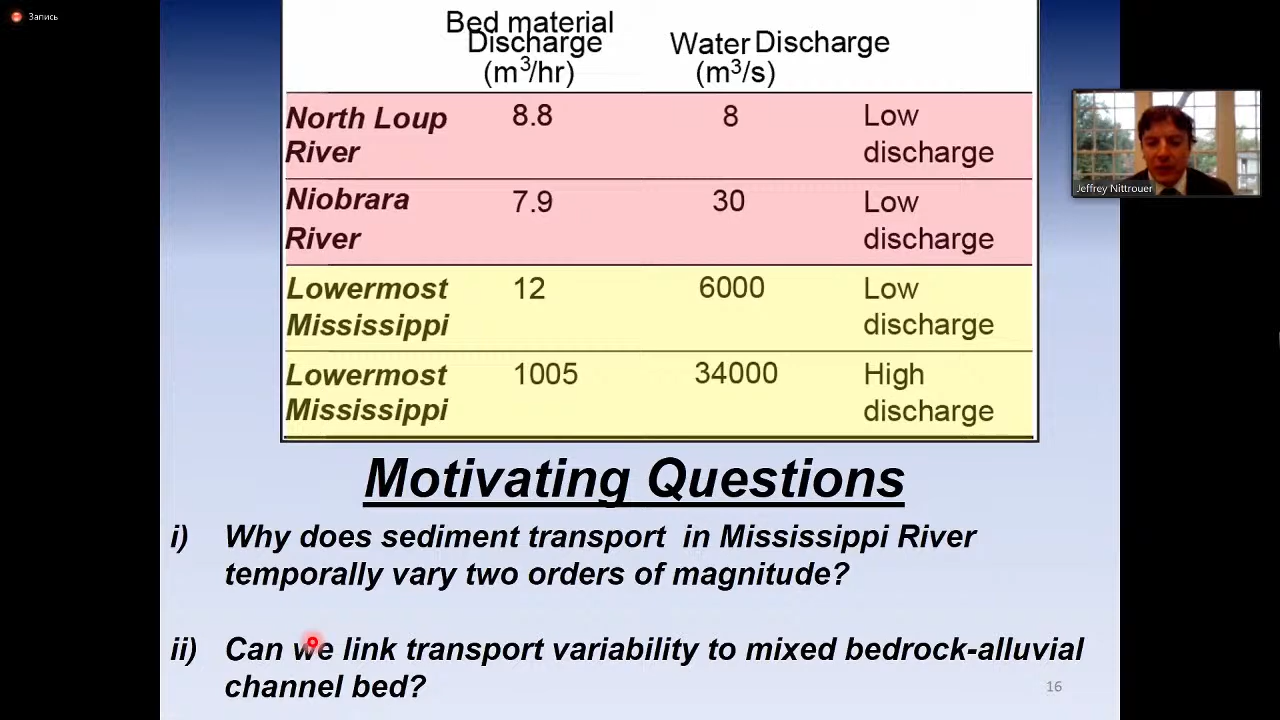 Запись
Bed material
Discharge Water Discharge
(m³/hr) (m³/s)
North Loup 8.8 8 Low
River discharge
Niobrara 7.9 30 Low
River discharge
Lowermost 12 6000 Low
Mississippi discharge
Lowermost 1005 34000 High
Mississippi discharge
Jeffrey Nittrouer
Motivating Questions
i) Why does sediment transport in Mississippi River
temporally vary two orders of magnitude?
ii) Can we link transport variability to mixed bedrock-alluvial
channel bed?
16